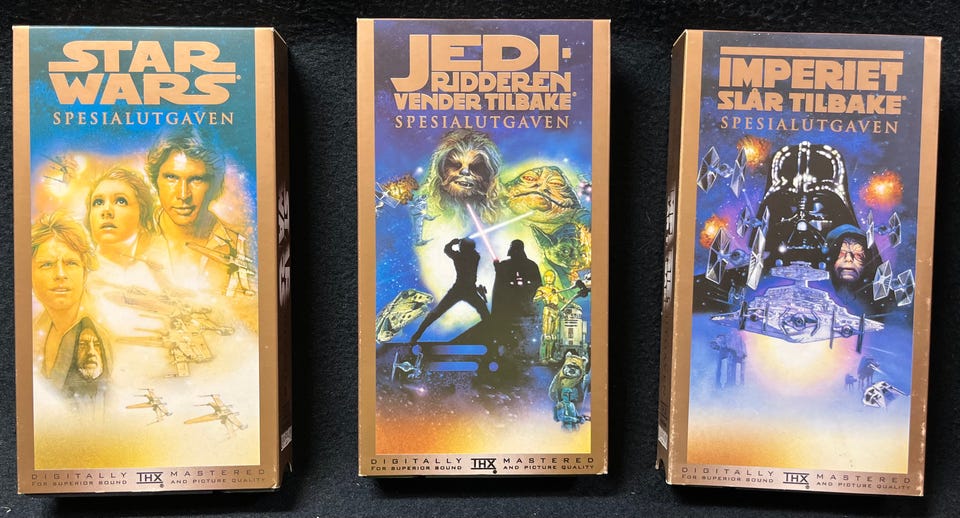 STAR
WARS
SPESIALUTGAVEN
DIGITALLY THX MASTERED
FOR SUPERIOR SOUND AND PICTURE QUALITY
JEDI-
RIDDEREN
VENDER TILBAKE
SPESIALUTGAVEN
DIGITALLY THX MASTERED
FOR SUPERIOR SOUND AND PICTURE QUALITY
IMPERIET
SLÅR TILBAKE
SPESIALUTGAVEN
DIGITALLY THX MASTERED
FOR SUPERIOR SOUND AND PICTURE QUALITY